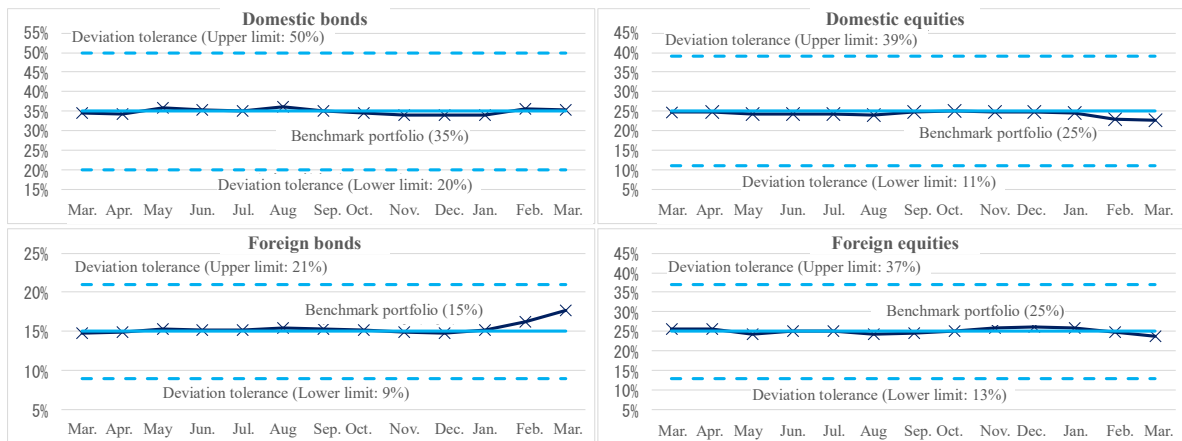 Domestic bonds
55%
50%
45%
40%
35%
30%
25%
20%
15%
Deviation tolerance (Upper limit: 50%)
Benchmark portfolio (35%)
Deviation tolerance (Lower limit: 20%)
Mar. Apr. May Jun. Jul. Aug Sep. Oct. Nov. Dec. Jan. Feb. Mar.
Domestic equities
45%
40%
35%
30%
25%
20%
15%
10%
5%
Deviation tolerance (Upper limit: 39%)
Benchmark portfolio (25%)
Deviation tolerance (Lower limit: 11%)
Mar. Apr. May Jun. Jul. Aug Sep. Oct. Nov. Dec. Jan. Feb. Mar.
Foreign bonds
25%
20%
15%
10%
5%
Deviation tolerance (Upper limit: 21%)
Benchmark portfolio (15%)
Deviation tolerance (Lower limit: 9%)
Mar. Apr. May Jun. Jul. Aug Sep. Oct. Nov. Dec. Jan. Feb. Mar.
Foreign equities
45%
40%
35%
30%
25%
20%
15%
10%
5%
Deviation tolerance (Upper limit: 37%)
Benchmark portfolio (25%)
Deviation tolerance (Lower limit: 13%)
Mar. Apr. May Jun. Jul. Aug Sep. Oct. Nov. Dec. Jan. Feb. Mar.